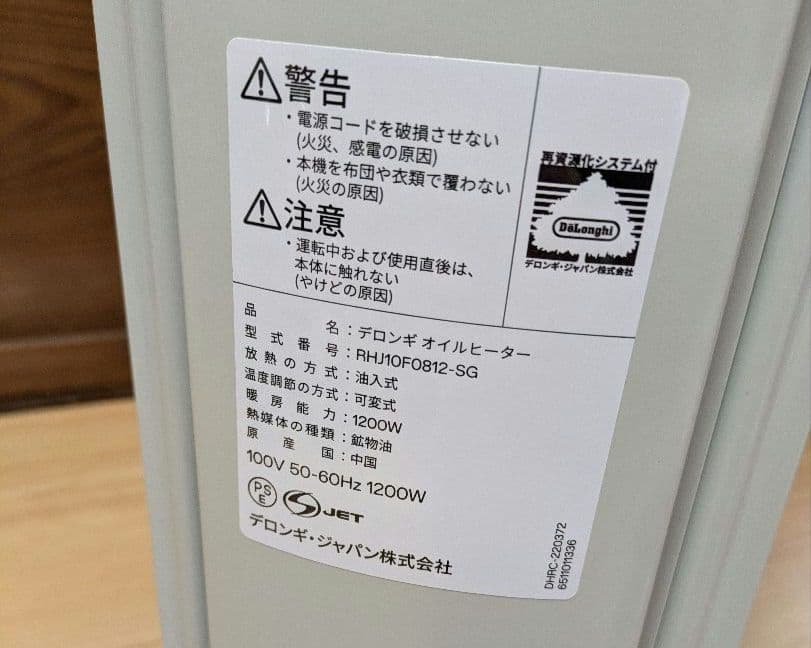 警告
・電源コードを破損させない
(火災、感電の原因)
・本機を布団や衣類で覆わない
(火災の原因)
注意
・運転中および使用直後は、
本体に触れない
(やけどの原因)
再資源化システム付
DeLonghi
デロンギ・ジャパン株式会社
品名：デロンギ オイルヒーター
型式番号：RHJ10F0812-SG
放熱の方式：油入式
温度調節の方式：可変式
暖房能力：1200W
熱媒体の種類：鉱物油
原産国：中国
100V 50-60Hz 1200W
PSE JET
デロンギ・ジャパン株式会社
DHRC-220372
6511011336